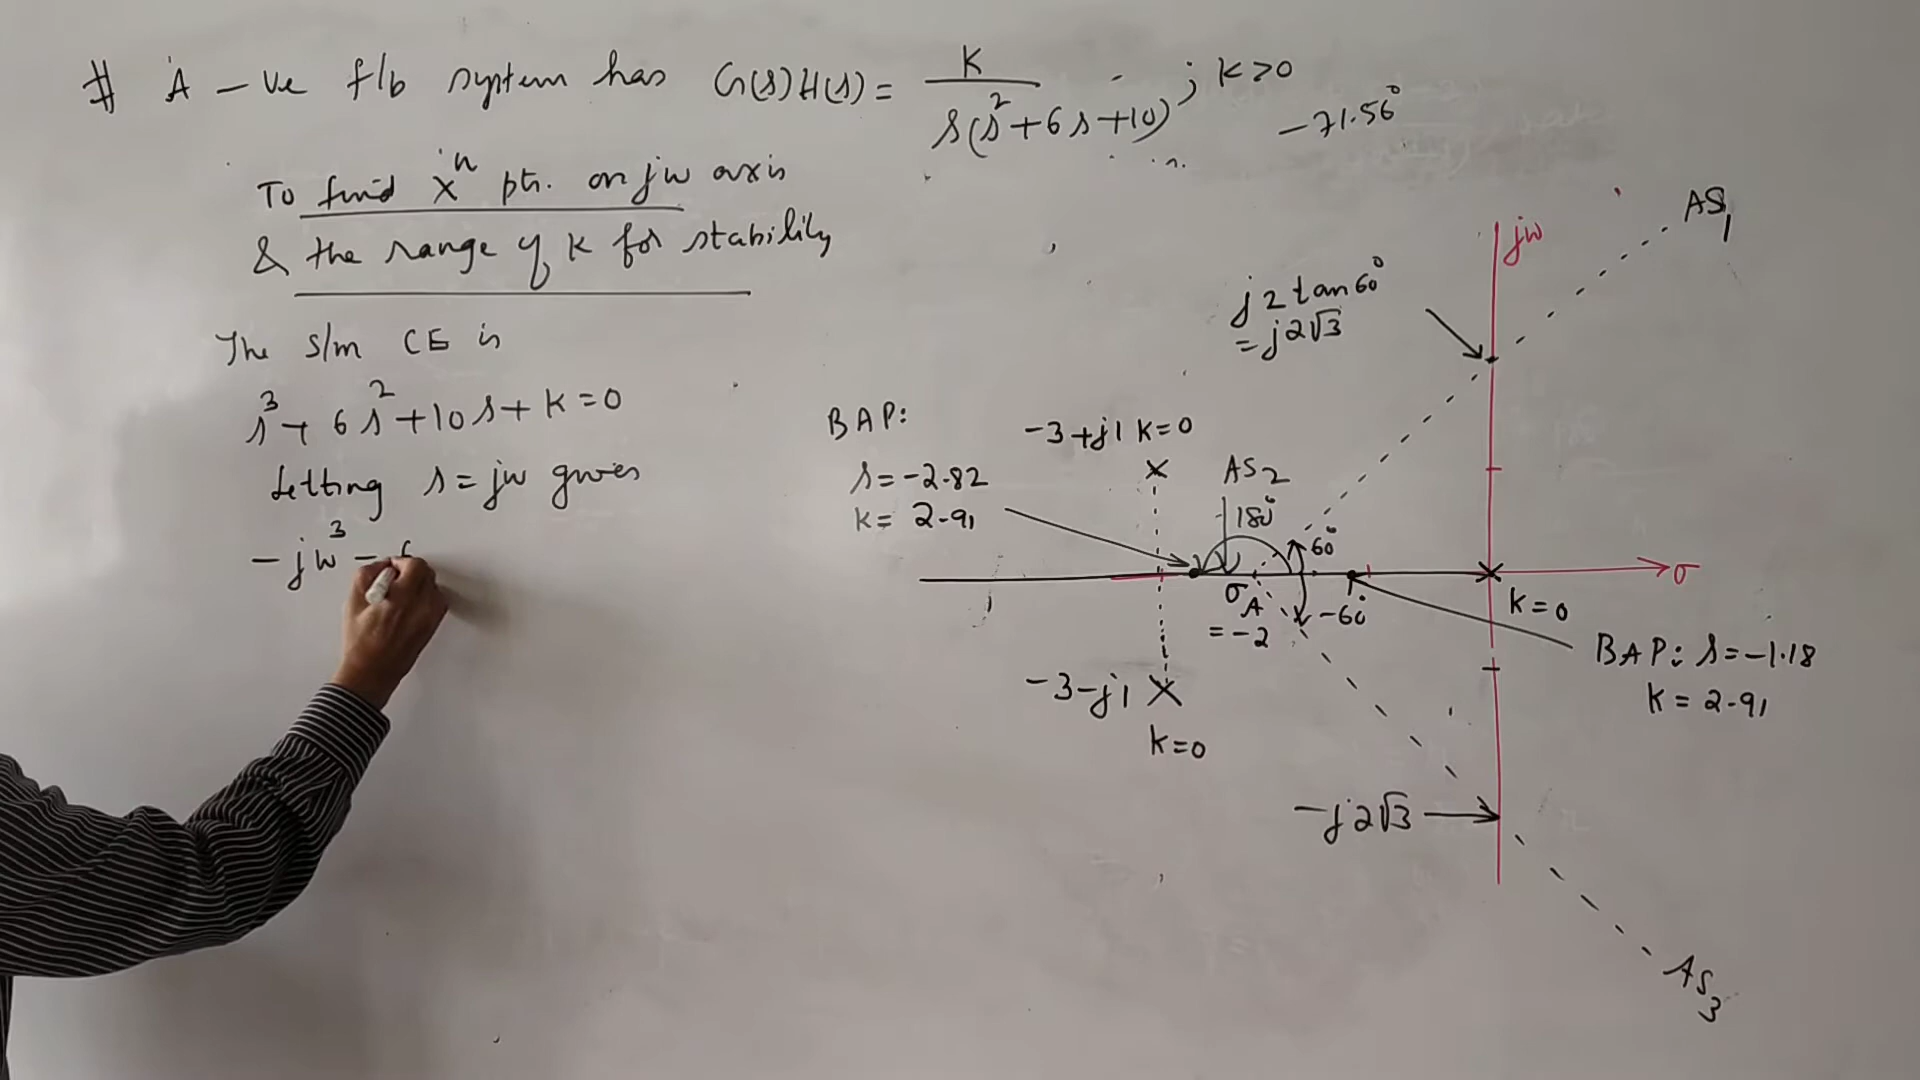 # A -ve f/b system has G(s)H(s) = K / s(s²+6s+10) ; K>0
-71.56°
To find xⁿ pts. on jw axis
& the range of K for stability
The s/m CE is
s³+6s²+10s+K=0
Letting s=jw gives
-jw³-6
BAP:
s=-2.82
K= 2.91
-3+j1 K=0
AS2
180°
j2tan60°
=j2√3
jw
AS1
60°
-60°
σA
=-2
σ
K=0
BAP: s=-1.18
K= 2.91
-3-j1
K=0
-j2√3
AS3